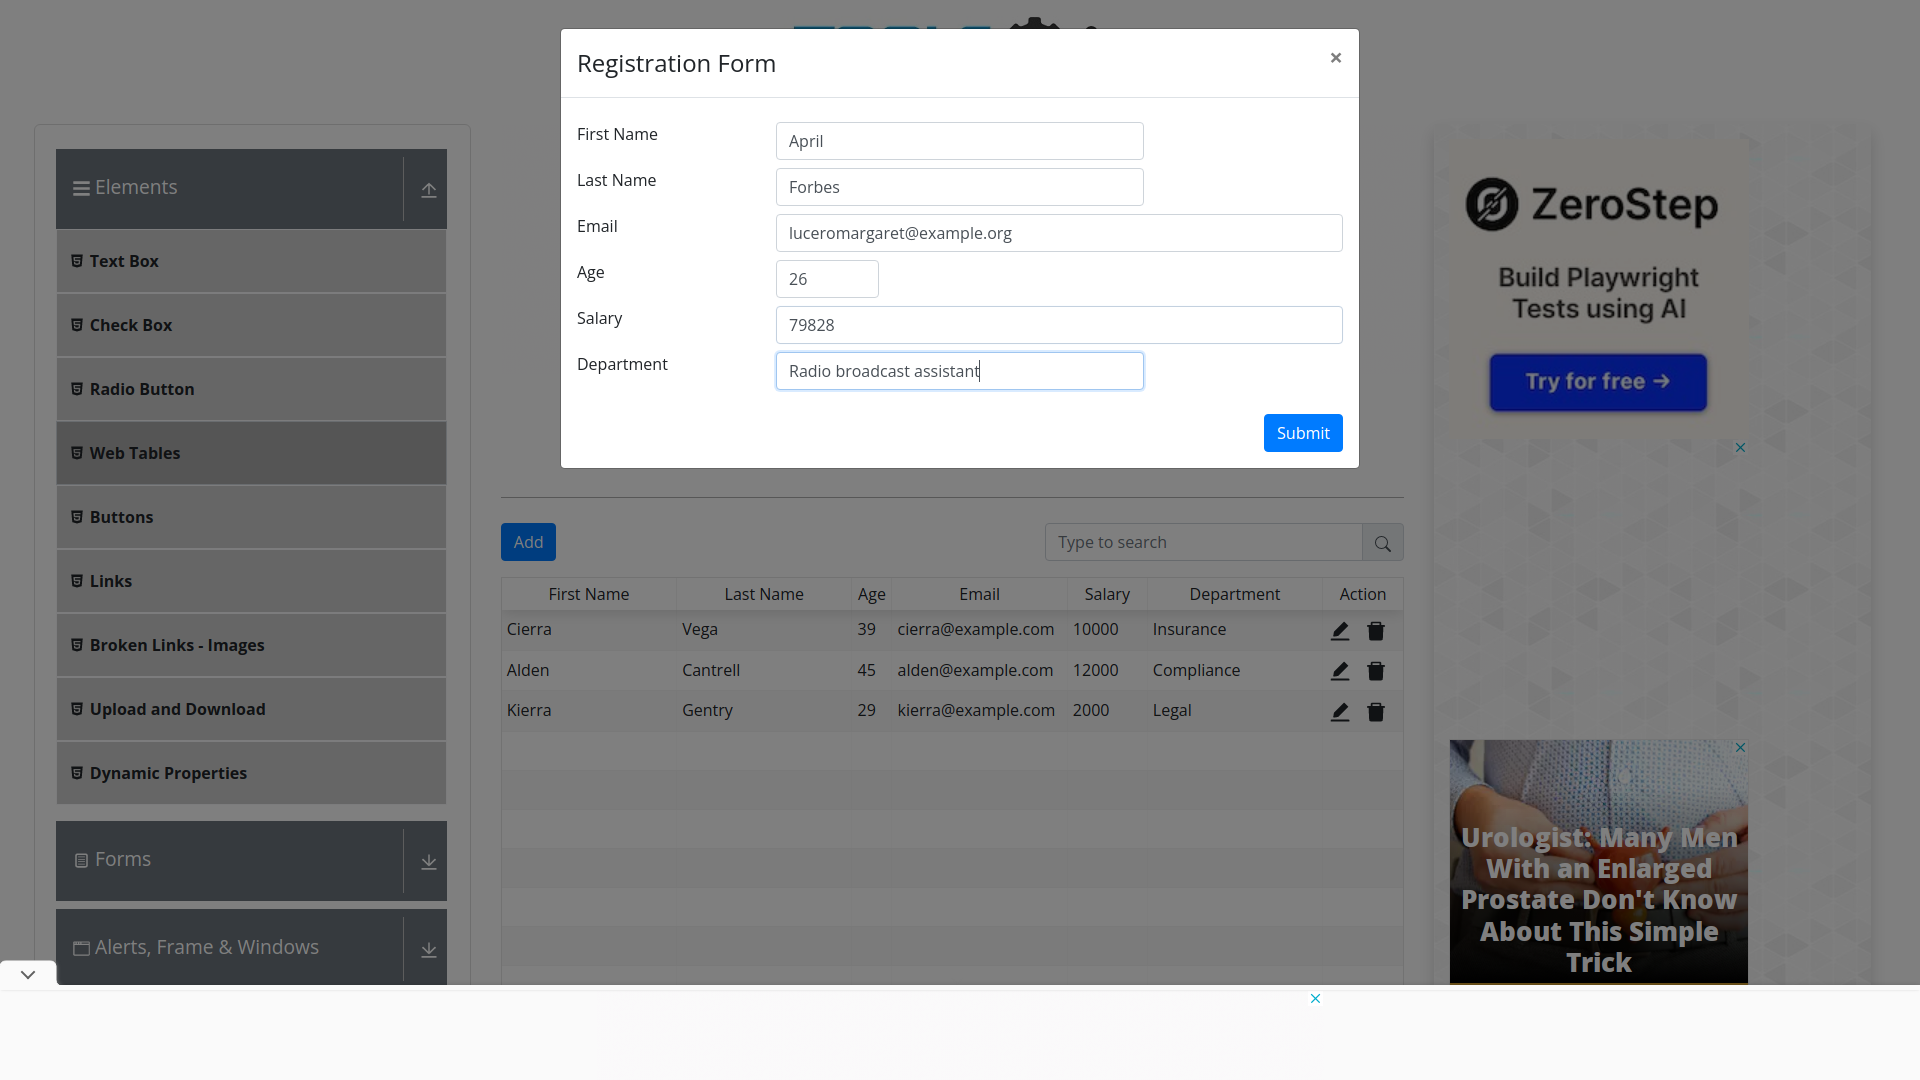 Registration Form
×
First Name
April
Last Name
Forbes
Email
luceromargaret@example.org
Age
26
Salary
79828
Department
Radio broadcast assistant
Submit
Elements
Text Box
Check Box
Radio Button
Web Tables
Buttons
Links
Broken Links - Images
Upload and Download
Dynamic Properties
Forms
Alerts, Frame & Windows
Add
Type to search
First Name Last Name Age Email Salary Department Action
Cierra Vega 39 cierra@example.com 10000 Insurance
Alden Cantrell 45 alden@example.com 12000 Compliance
Kierra Gentry 29 kierra@example.com 2000 Legal
ZeroStep
Build Playwright
Tests using AI
Try for free →
Urologist: Many Men
With an Enlarged
Prostate Don't Know
About This Simple
Trick